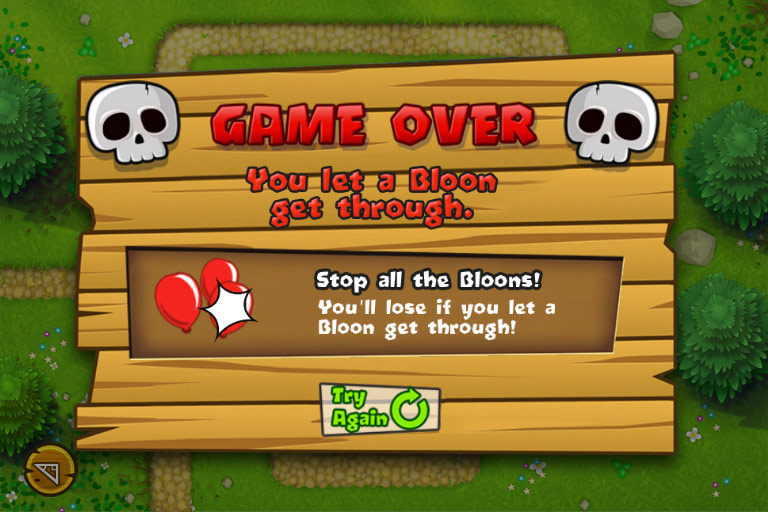 GAME OVER
You let a Bloon
get through.
Stop all the Bloons!
You'll lose if you let a
Bloon get through!
Try
Again